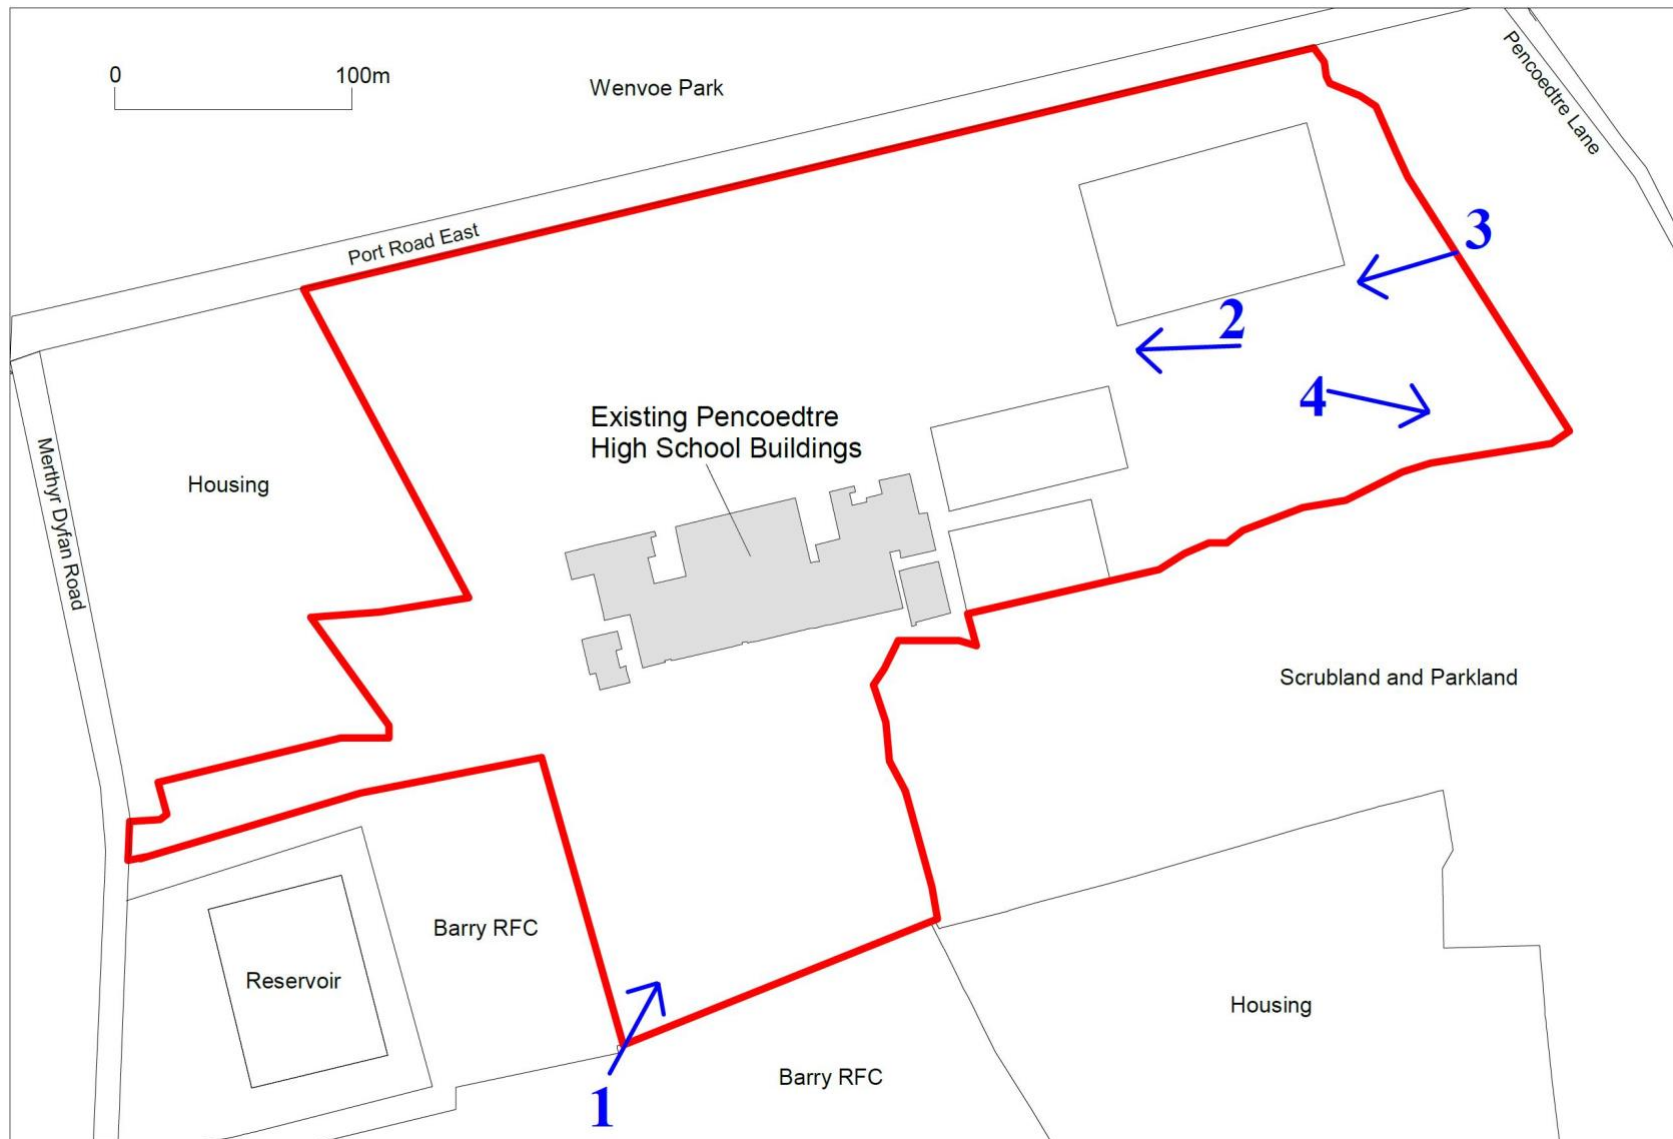 0 100m
Wenvoe Park
Pencoedtre Lane
Port Road East
3
2
4
Existing Pencoedtre
High School Buildings
Housing
Merthyr Dyfan Road
Scrubland and Parkland
Barry RFC
Reservoir
Housing
Barry RFC
1